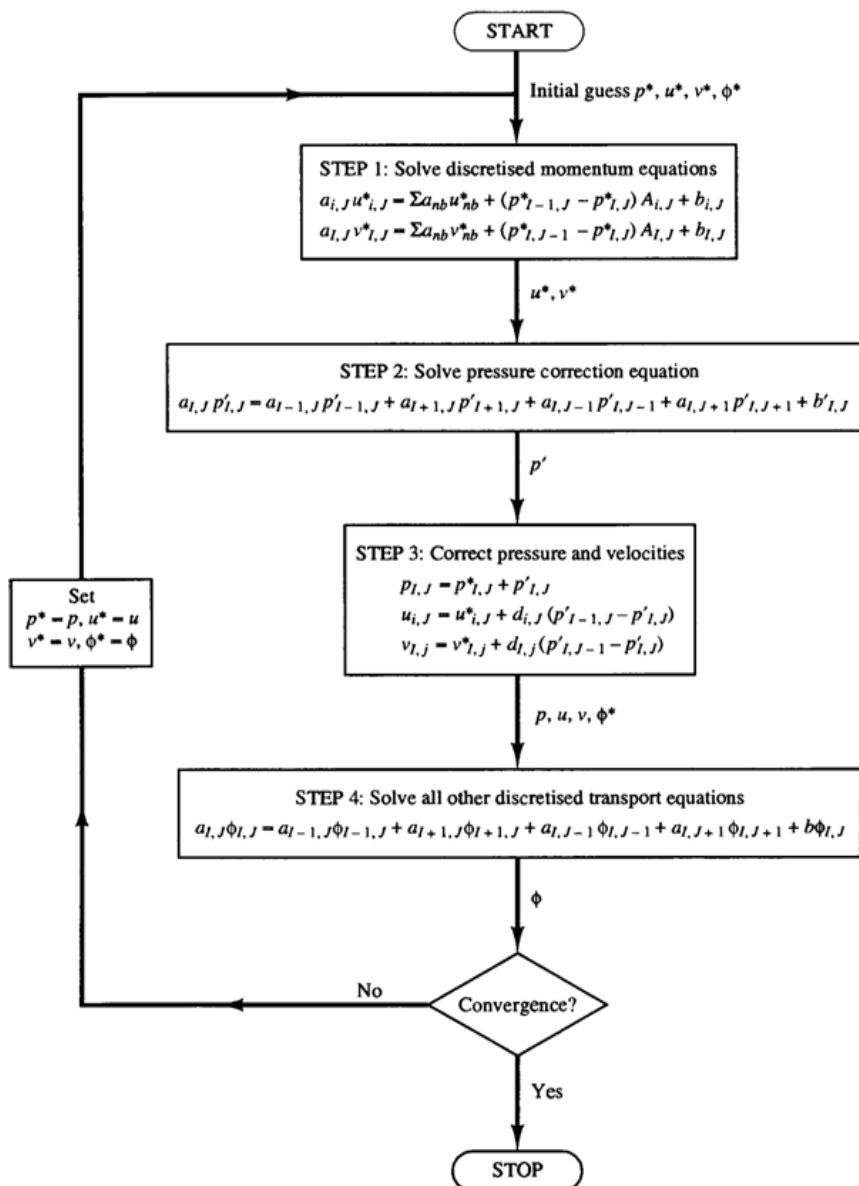 START
Initial guess p*, u*, v*, ϕ*
STEP 1: Solve discretised momentum equations
a_{i,J} u*_{i,J} = Σa_{nb} u*_{nb} + (p*_{I−1,J} − p*_{I,J}) A_{i,J} + b_{i,J}
a_{I,J} v*_{I,J} = Σa_{nb} v*_{nb} + (p*_{I,J−1} − p*_{I,J}) A_{I,J} + b_{I,J}
u*, v*
STEP 2: Solve pressure correction equation
a_{I,J} p′_{I,J} = a_{I−1,J} p′_{I−1,J} + a_{I+1,J} p′_{I+1,J} + a_{I,J−1} p′_{I,J−1} + a_{I,J+1} p′_{I,J+1} + b′_{I,J}
p′
STEP 3: Correct pressure and velocities
p_{I,J} = p*_{I,J} + p′_{I,J}
u_{i,J} = u*_{i,J} + d_{i,J} (p′_{I−1,J} − p′_{I,J})
v_{I,j} = v*_{I,j} + d_{I,j} (p′_{I,J−1} − p′_{I,J})
Set
p* = p, u* = u
v* = v, ϕ* = ϕ
p, u, v, ϕ*
STEP 4: Solve all other discretised transport equations
a_{I,J} ϕ_{I,J} = a_{I−1,J} ϕ_{I−1,J} + a_{I+1,J} ϕ_{I+1,J} + a_{I,J−1} ϕ_{I,J−1} + a_{I,J+1} ϕ_{I,J+1} + bϕ_{I,J}
ϕ
No
Convergence?
Yes
STOP